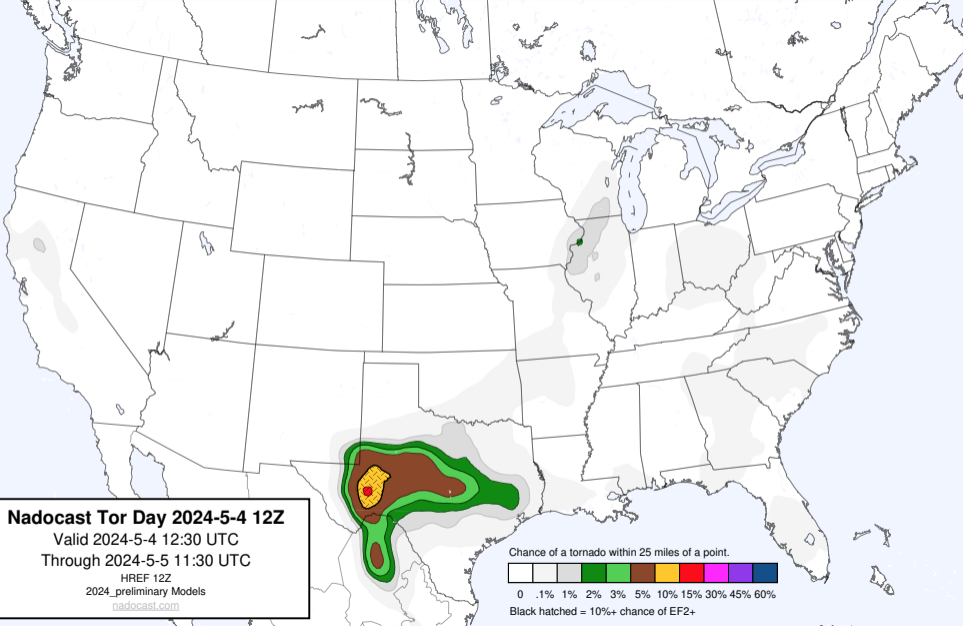 Nadocast Tor Day 2024-5-4 12Z
Valid 2024-5-4 12:30 UTC
Through 2024-5-5 11:30 UTC
HREF 12Z
2024_preliminary Models
nadocast.com
Chance of a tornado within 25 miles of a point.
0 .1% 1% 2% 3% 5% 10% 15% 30% 45% 60%
Black hatched = 10%+ chance of EF2+